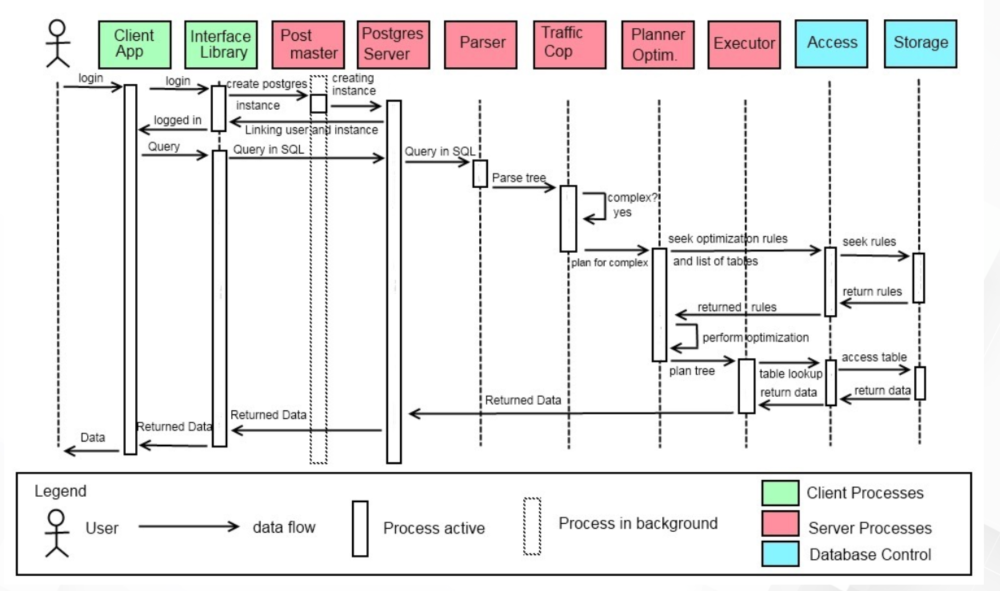 Client
App
Interface
Library
Post
master
Postgres
Server
Parser
Traffic
Cop
Planner
Optim.
Executor
Access
Storage
login
login
create postgres
instance
creating
instance
logged in
Linking user and instance
Query
Query in SQL
Query in SQL
Parse tree
complex?
yes
plan for complex
seek optimization rules
and list of tables
seek rules
return rules
returned rules
perform optimization
plan tree
table lookup
access table
return data
return data
Returned Data
Returned Data
Returned Data
Data
Legend
User
data flow
Process active
Process in background
Client Processes
Server Processes
Database Control